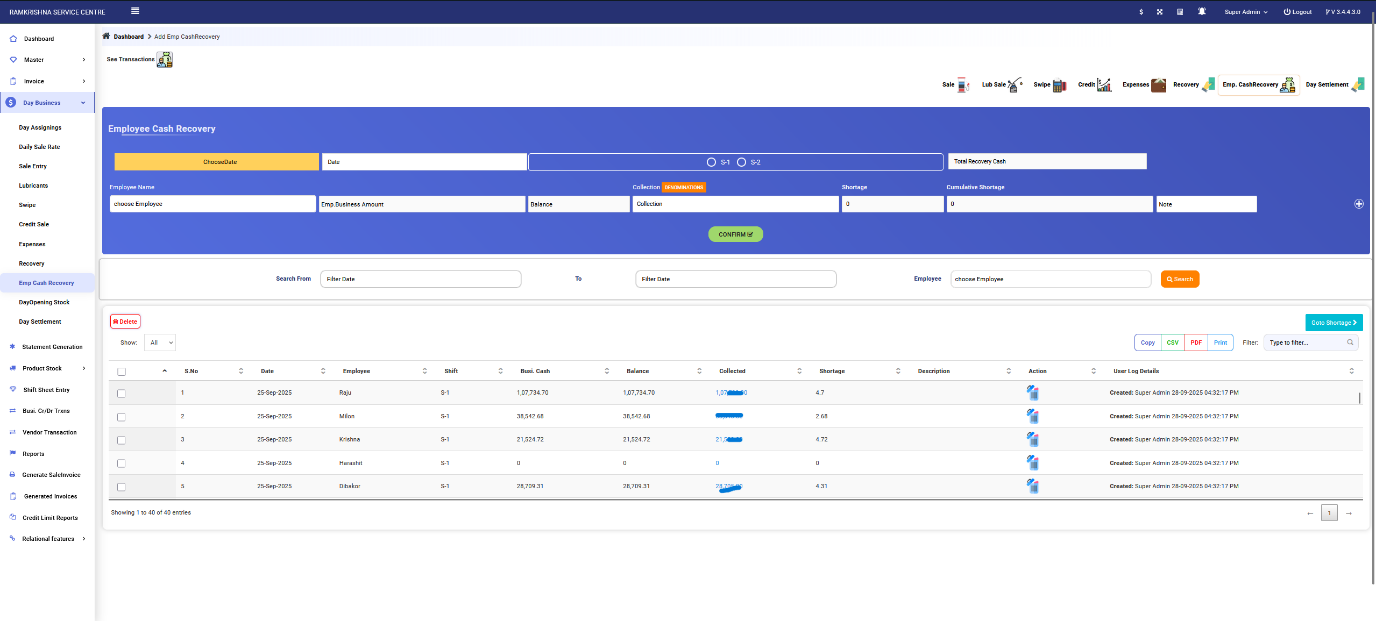 RAMKRISHNA SERVICE CENTRE $ Super Admin Logout V 3.4.4.3.0
Dashboard
Master
Invoice
Day Business
Day Assignings
Daily Sale Rate
Sale Entry
Lubricants
Swipe
Credit Sale
Expenses
Recovery
Emp Cash Recovery
DayOpening Stock
Day Settlement
Statement Generation
Product Stock
Shift Sheet Entry
Busi. Cr/Dr Trxns
Vendor Transaction
Reports
Generate SaleInvoice
Generated Invoices
Credit Limit Reports
Relational features
Dashboard > Add Emp CashRecovery
See Transactions
Sale Lub Sale Swipe Credit Expenses Recovery Emp. CashRecovery Day Settlement
Employee Cash Recovery
ChooseDate Date S-1 S-2 Total Recovery Cash
Employee Name Collection DENOMINATIONS Shortage Cumulative Shortage
choose Employee Emp.Business Amount Balance Collection 0 0 Note
CONFIRM
Search From Filter Date To Filter Date Employee choose Employee Search
Delete Goto Shortage
Show: All Copy CSV PDF Print Filter: Type to filter...
S.No Date Employee Shift Busi. Cash Balance Collected Shortage Description Action User Log Details
1 25-Sep-2025 Raju S-1 1,07,734.70 1,07,734.70 4.7 Created: Super Admin 28-09-2025 04:32:17 PM
2 25-Sep-2025 Milon S-1 38,542.68 38,542.68 2.68 Created: Super Admin 28-09-2025 04:32:17 PM
3 25-Sep-2025 Krishna S-1 21,524.72 21,524.72 4.72 Created: Super Admin 28-09-2025 04:32:17 PM
4 25-Sep-2025 Harashit S-1 0 0 0 0 Created: Super Admin 28-09-2025 04:32:17 PM
5 25-Sep-2025 Dibakor S-1 28,709.31 28,709.31 4.31 Created: Super Admin 28-09-2025 04:32:17 PM
Showing 1 to 40 of 40 entries ← 1 →